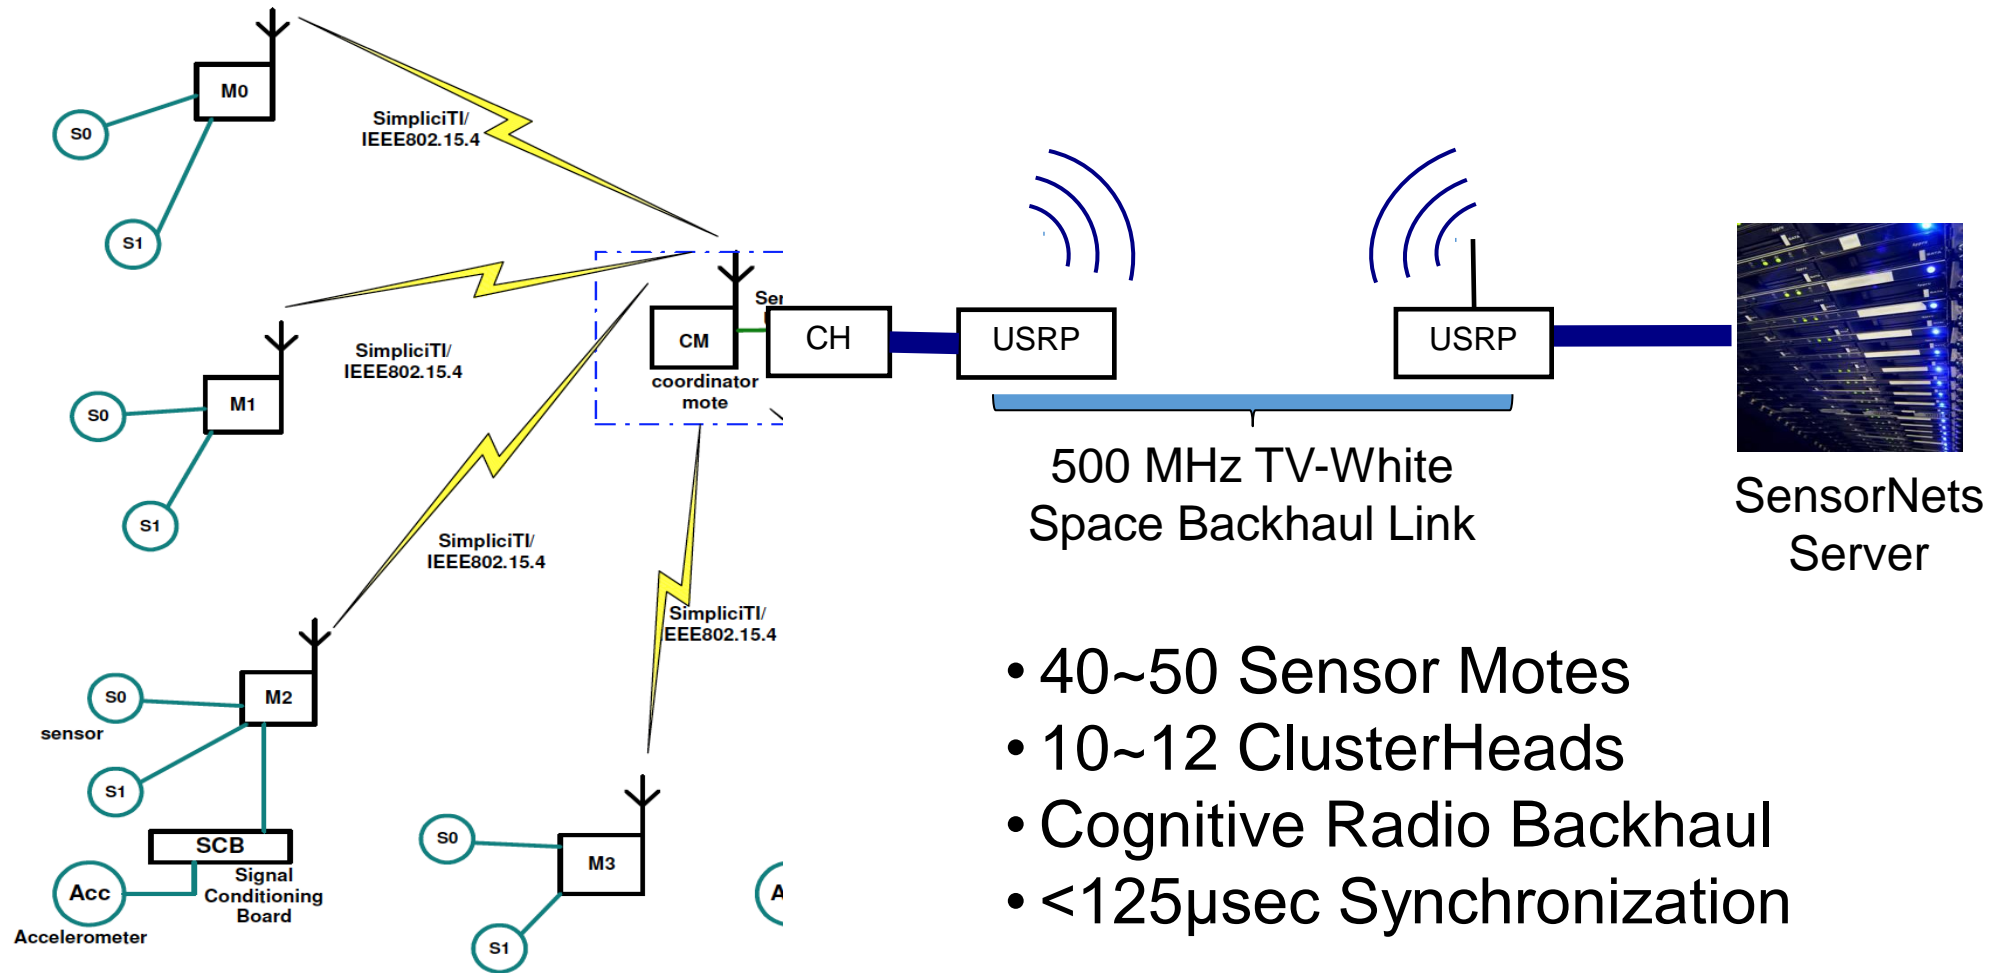 M0
S0
S1
SimpliciTI/
IEEE802.15.4
M1
S0
S1
SimpliciTI/
IEEE802.15.4
CM
coordinator
mote
Ser
CH
USRP
USRP
500 MHz TV-White
Space Backhaul Link
SensorNets
Server
SimpliciTI/
IEEE802.15.4
M2
S0
sensor
S1
SCB
Signal
Conditioning
Board
Acc
Accelerometer
SimpliciTI/
EEE802.15.4
M3
S0
S1
A
• 40~50 Sensor Motes
• 10~12 ClusterHeads
• Cognitive Radio Backhaul
• <125µsec Synchronization